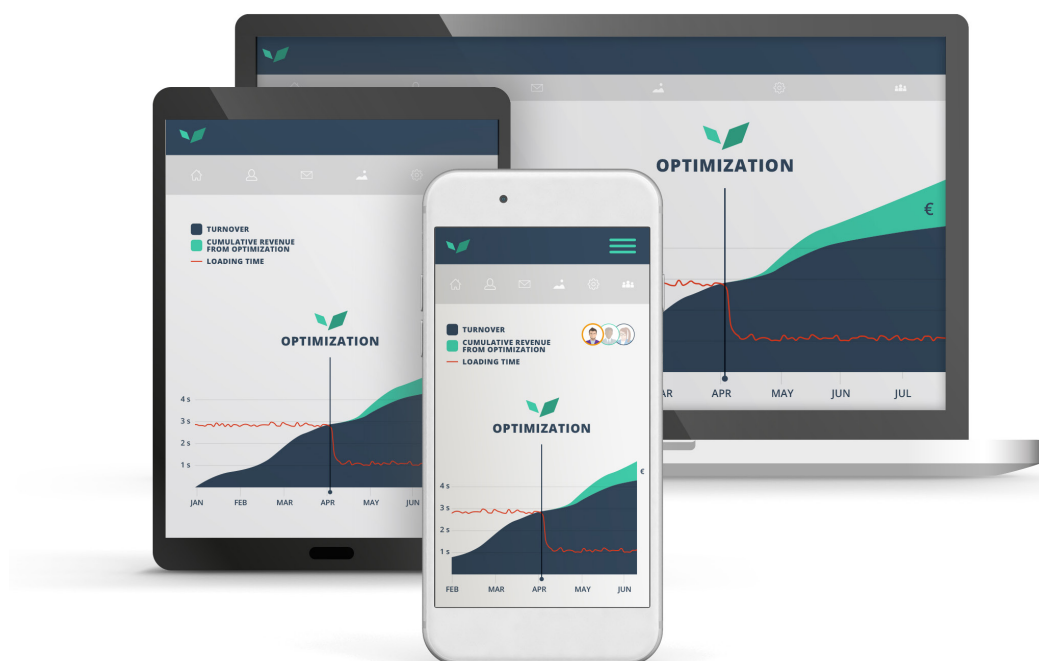 OPTIMIZATION
€
AR
APR
MAY
JUN
JUL
TURNOVER
CUMULATIVE REVENUE
FROM OPTIMIZATION
LOADING TIME
OPTIMIZATION
4 s
3 s
2 s
1 s
JAN
FEB
MAR
APR
MAY
JUN
TURNOVER
CUMULATIVE REVENUE
FROM OPTIMIZATION
LOADING TIME
OPTIMIZATION
€
4 s
3 s
2 s
1 s
FEB
MAR
APR
MAY
JUN